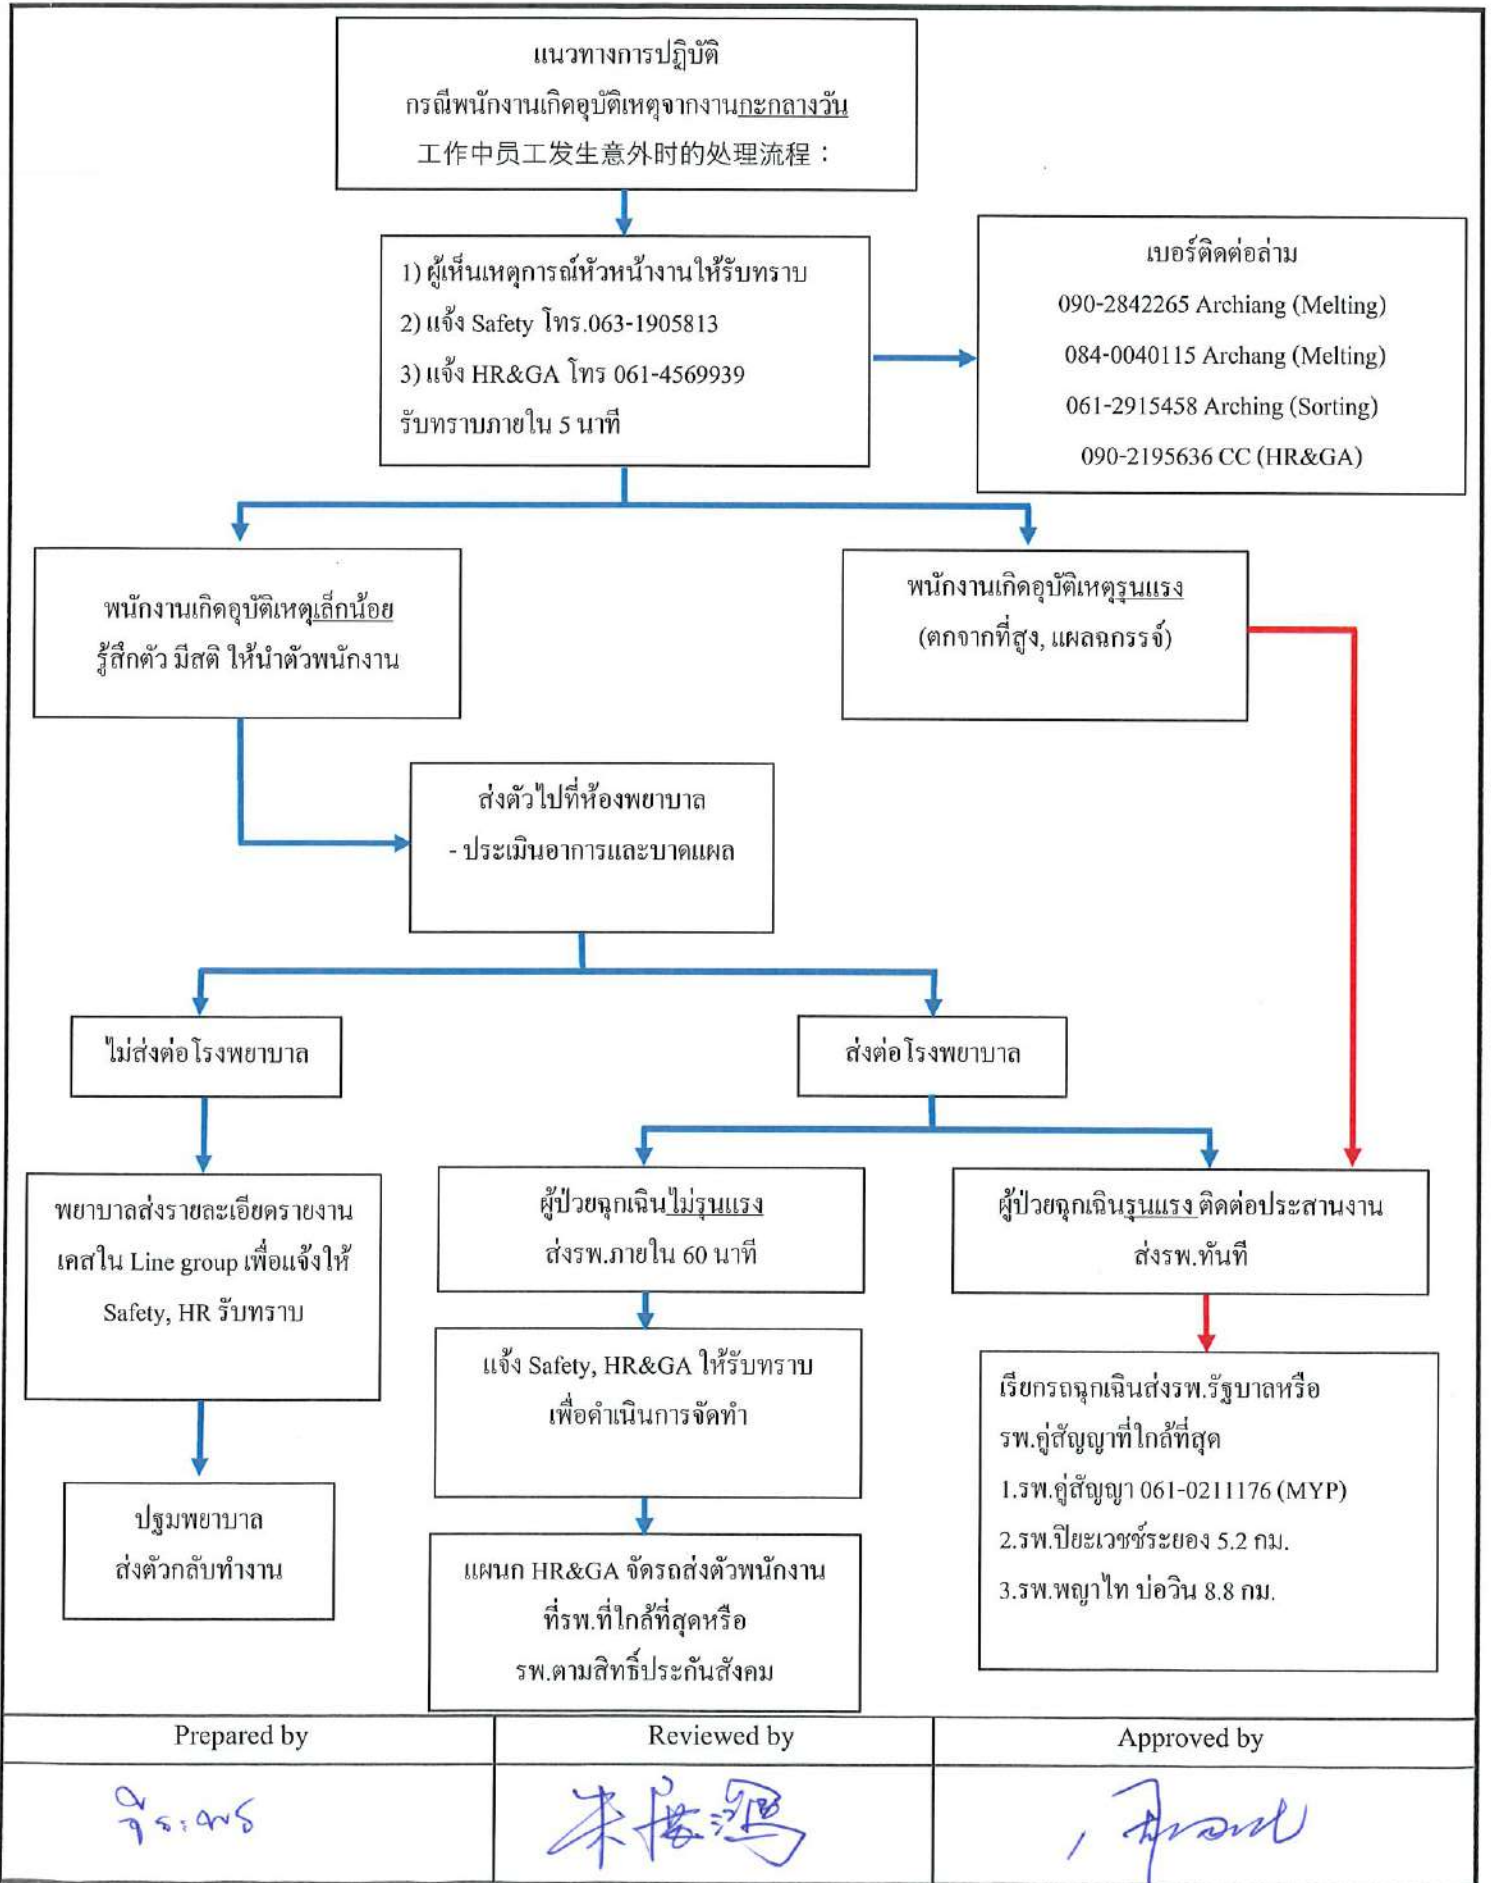 แนวทางการปฏิบัติ
กรณีพนักงานเกิดอุบัติเหตุจากงานกะกลางวัน
工作中员工发生意外时的处理流程：
1) ผู้เห็นเหตุการณ์หัวหน้างานให้รับทราบ
2) แจ้ง Safety โทร.063-1905813
3) แจ้ง HR&GA โทร 061-4569939
รับทราบภายใน 5 นาที
เบอร์ติดต่อล่าม
090-2842265 Archiang (Melting)
084-0040115 Archang (Melting)
061-2915458 Arching (Sorting)
090-2195636 CC (HR&GA)
พนักงานเกิดอุบัติเหตุเล็กน้อย
รู้สึกตัว มีสติ ให้นำตัวพนักงาน
พนักงานเกิดอุบัติเหตุรุนแรง
(ตกจากที่สูง, แผลฉกรรจ์)
ส่งตัวไปที่ห้องพยาบาล
- ประเมินอาการและบาดแผล
ไม่ส่งต่อโรงพยาบาล
ส่งต่อโรงพยาบาล
พยาบาลส่งรายละเอียดรายงาน
เคสใน Line group เพื่อแจ้งให้
Safety, HR รับทราบ
ปฐมพยาบาล
ส่งตัวกลับทำงาน
ผู้ป่วยฉุกเฉินไม่รุนแรง
ส่งรพ.ภายใน 60 นาที
แจ้ง Safety, HR&GA ให้รับทราบ
เพื่อดำเนินการจัดทำ
แผนก HR&GA จัดรถส่งตัวพนักงาน
ที่รพ.ที่ใกล้ที่สุดหรือ
รพ.ตามสิทธิ์ประกันสังคม
ผู้ป่วยฉุกเฉินรุนแรง ติดต่อประสานงาน
ส่งรพ.ทันที
เรียกรถฉุกเฉินส่งรพ.รัฐบาลหรือ
รพ.คู่สัญญาที่ใกล้ที่สุด
1.รพ.คู่สัญญา 061-0211176 (MYP)
2.รพ.ปิยะเวชช์ระยอง 5.2 กม.
3.รพ.พญาไท บ่อวิน 8.8 กม.
Prepared by
Reviewed by
Approved by